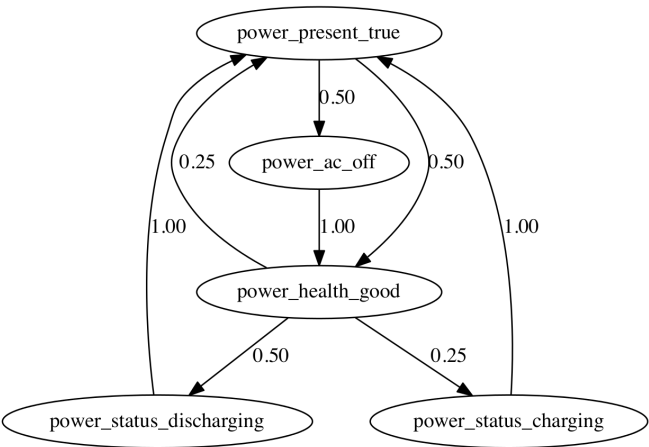 power_present_true
0.50
power_ac_off
0.25
0.50
1.00
1.00
1.00
power_health_good
0.50
0.25
power_status_discharging
power_status_charging